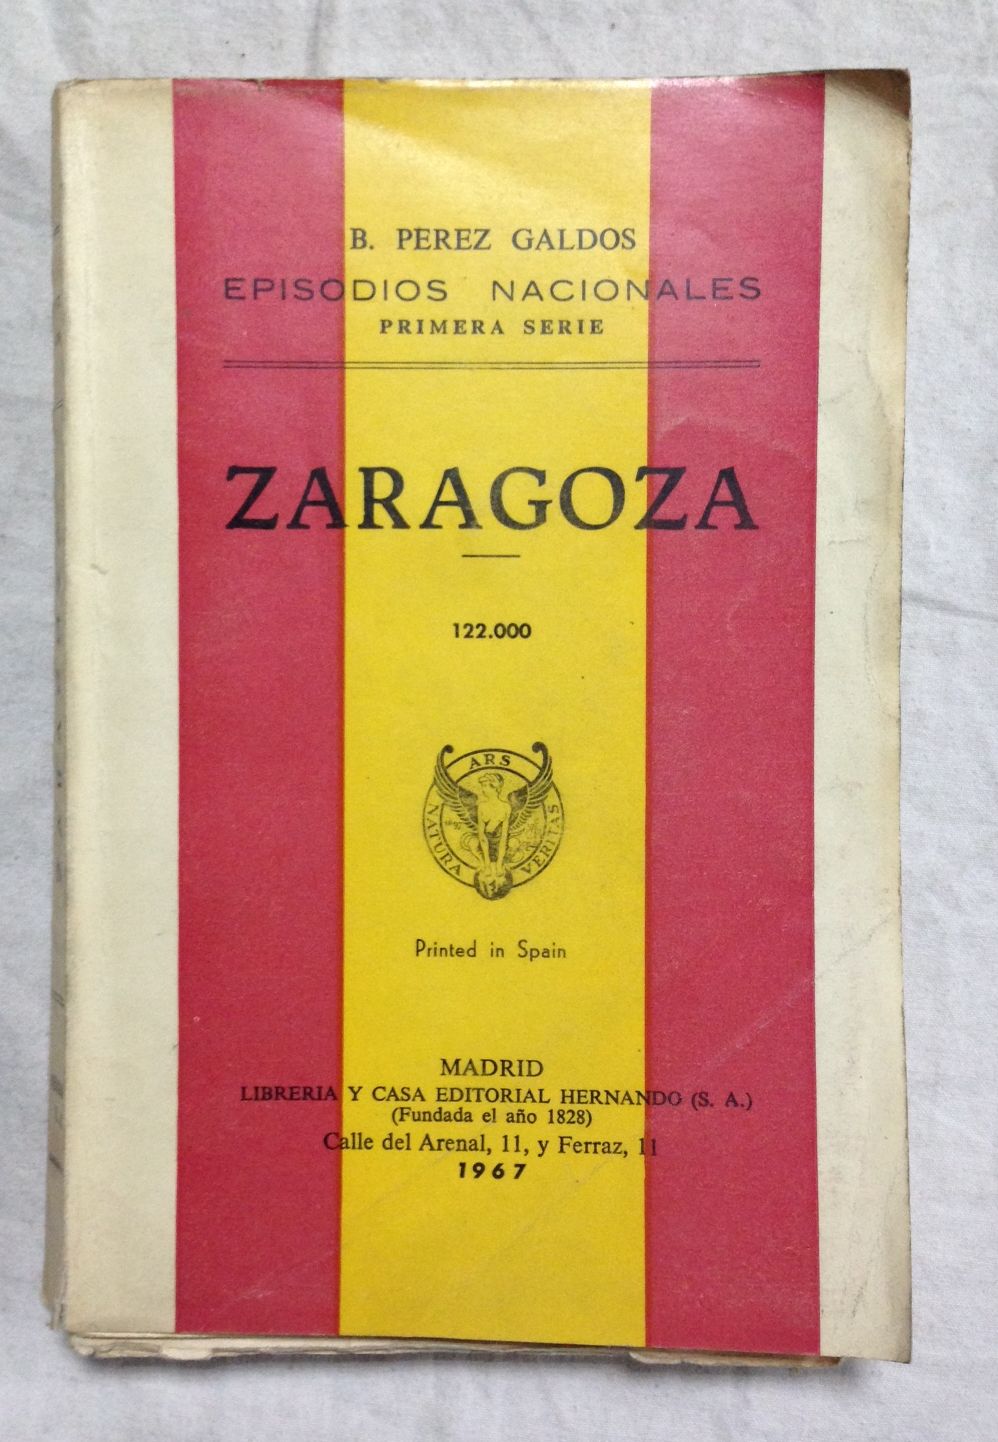 B. PEREZ GALDOS
EPISODIOS NACIONALES
PRIMERA SERIE
ZARAGOZA
122.000
ARS
NATURA
VERITAS
Printed in Spain
MADRID
LIBRERIA Y CASA EDITORIAL HERNANDO (S. A.)
(Fundada el año 1828)
Calle del Arenal, 11, y Ferraz, 11
1967